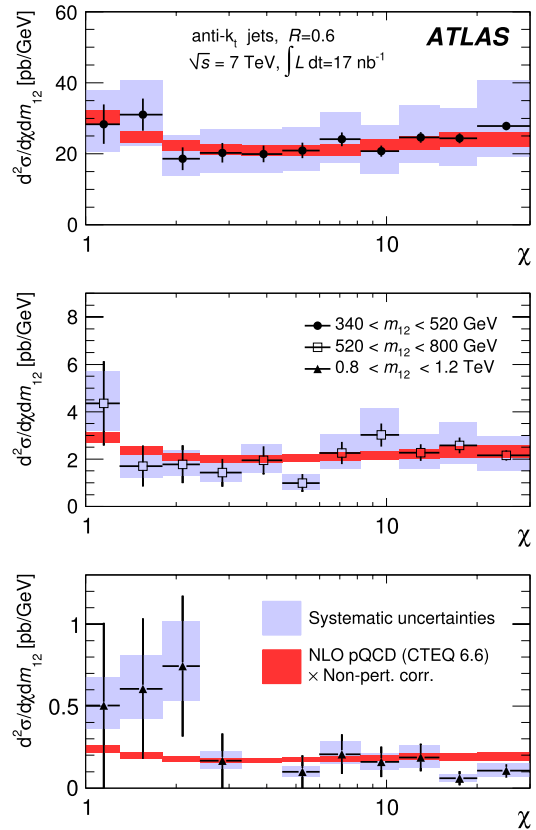 anti-kt jets, R=0.6
ATLAS
√s = 7 TeV, ∫L dt=17 nb⁻¹
d²σ/dχdm₁₂ [pb/GeV]
60
40
20
0
1
10
χ
340 < m₁₂ < 520 GeV
520 < m₁₂ < 800 GeV
0.8 < m₁₂ < 1.2 TeV
d²σ/dχdm₁₂ [pb/GeV]
8
6
4
2
0
1
10
χ
Systematic uncertainties
NLO pQCD (CTEQ 6.6)
× Non-pert. corr.
d²σ/dχdm₁₂ [pb/GeV]
1
0.5
0
1
10
χ